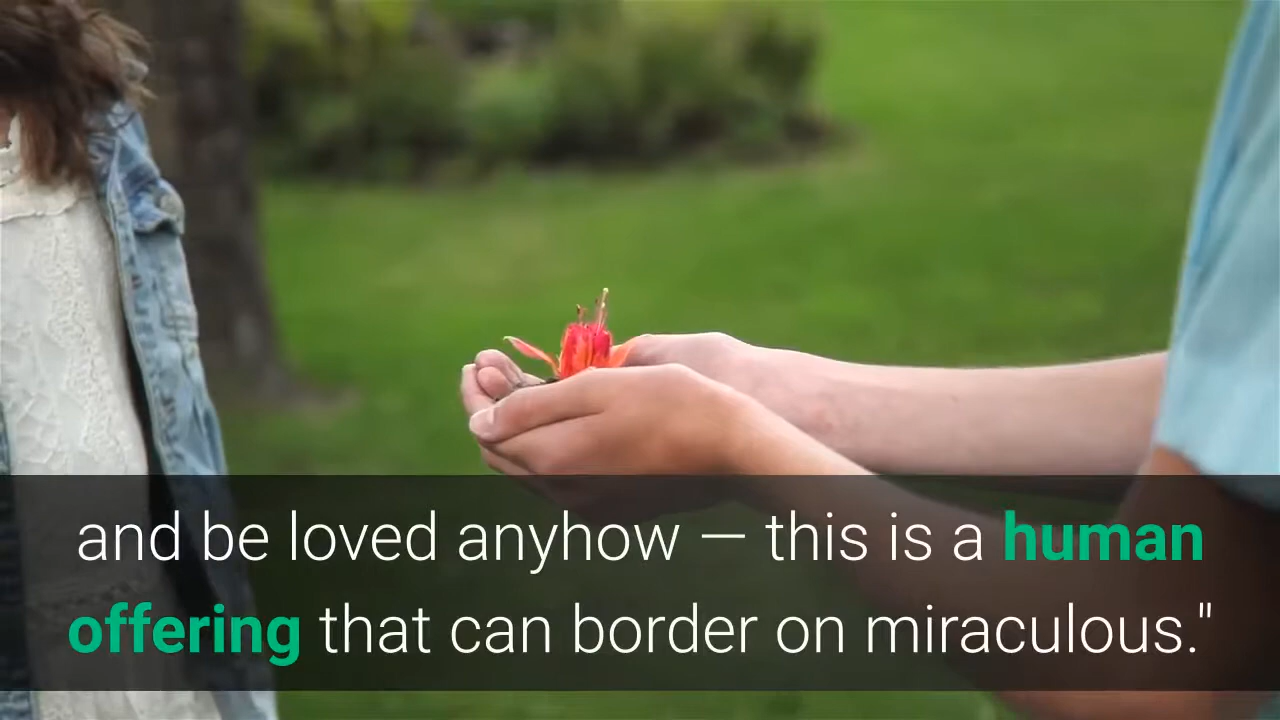 and be loved anyhow — this is a human
offering that can border on miraculous."